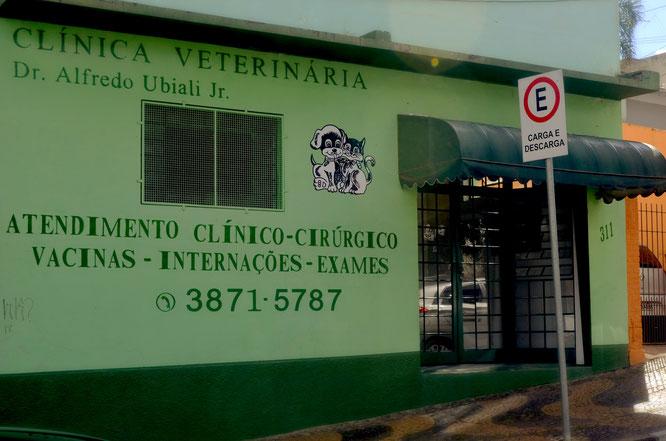 CLÍNICA VETERINÁRIA
Dr. Alfredo Ubiali Jr.
ATENDIMENTO CLÍNICO-CIRÚRGICO
VACINAS - INTERNAÇÕES - EXAMES
3871-5787
E
CARGA E
DESCARGA
311